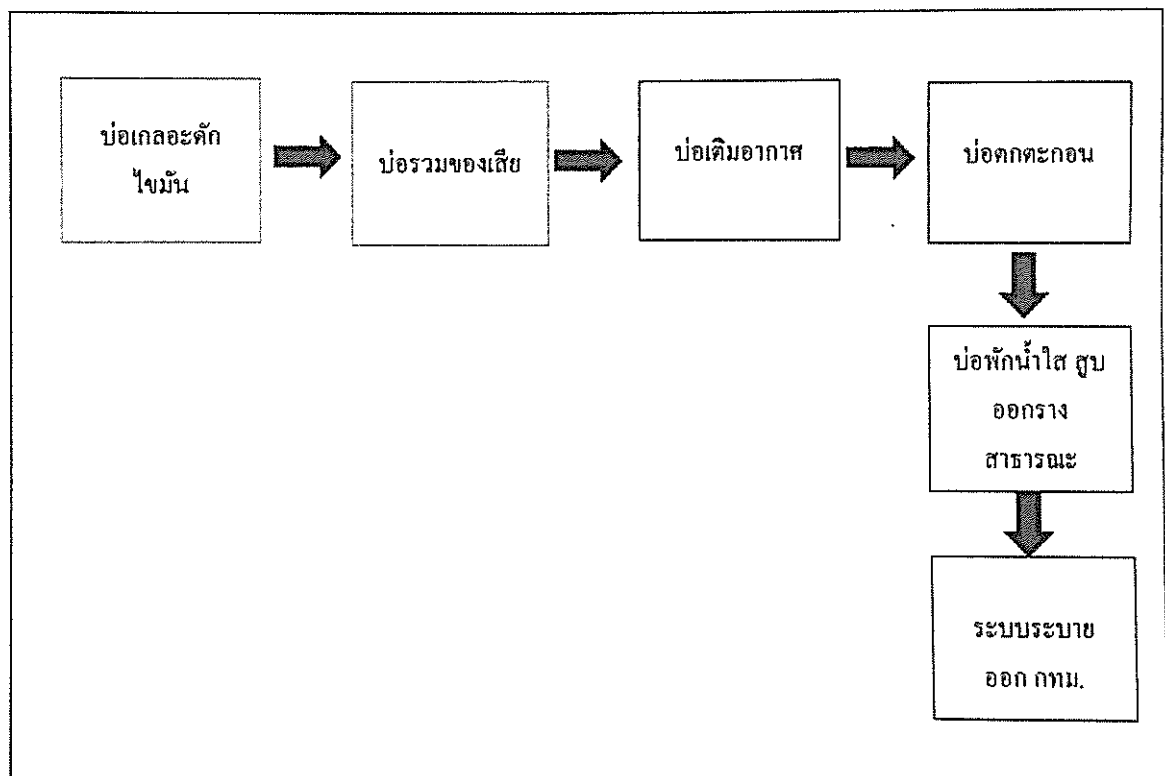 บ่อเกลอะดัก
ไขมัน
บ่อรวมของเสีย
บ่อเติมอากาศ
บ่อตกตะกอน
บ่อพักน้ำใส สูบ
ออกราง
สาธารณะ
ระบบระบาย
ออก กทม.